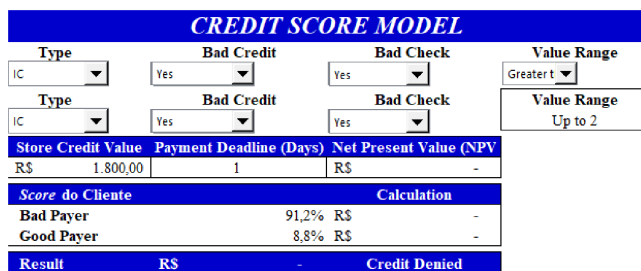 CREDIT SCORE MODEL
Type Bad Credit Bad Check Value Range
IC Yes Yes Greater t
Type Bad Credit Bad Check Value Range
IC Yes Yes Up to 2
Store Credit Value Payment Deadline (Days) Net Present Value (NPV
R$ 1.800,00 1 R$ -
Score do Cliente Calculation
Bad Payer 91,2% R$ -
Good Payer 8,8% R$ -
Result R$ - Credit Denied